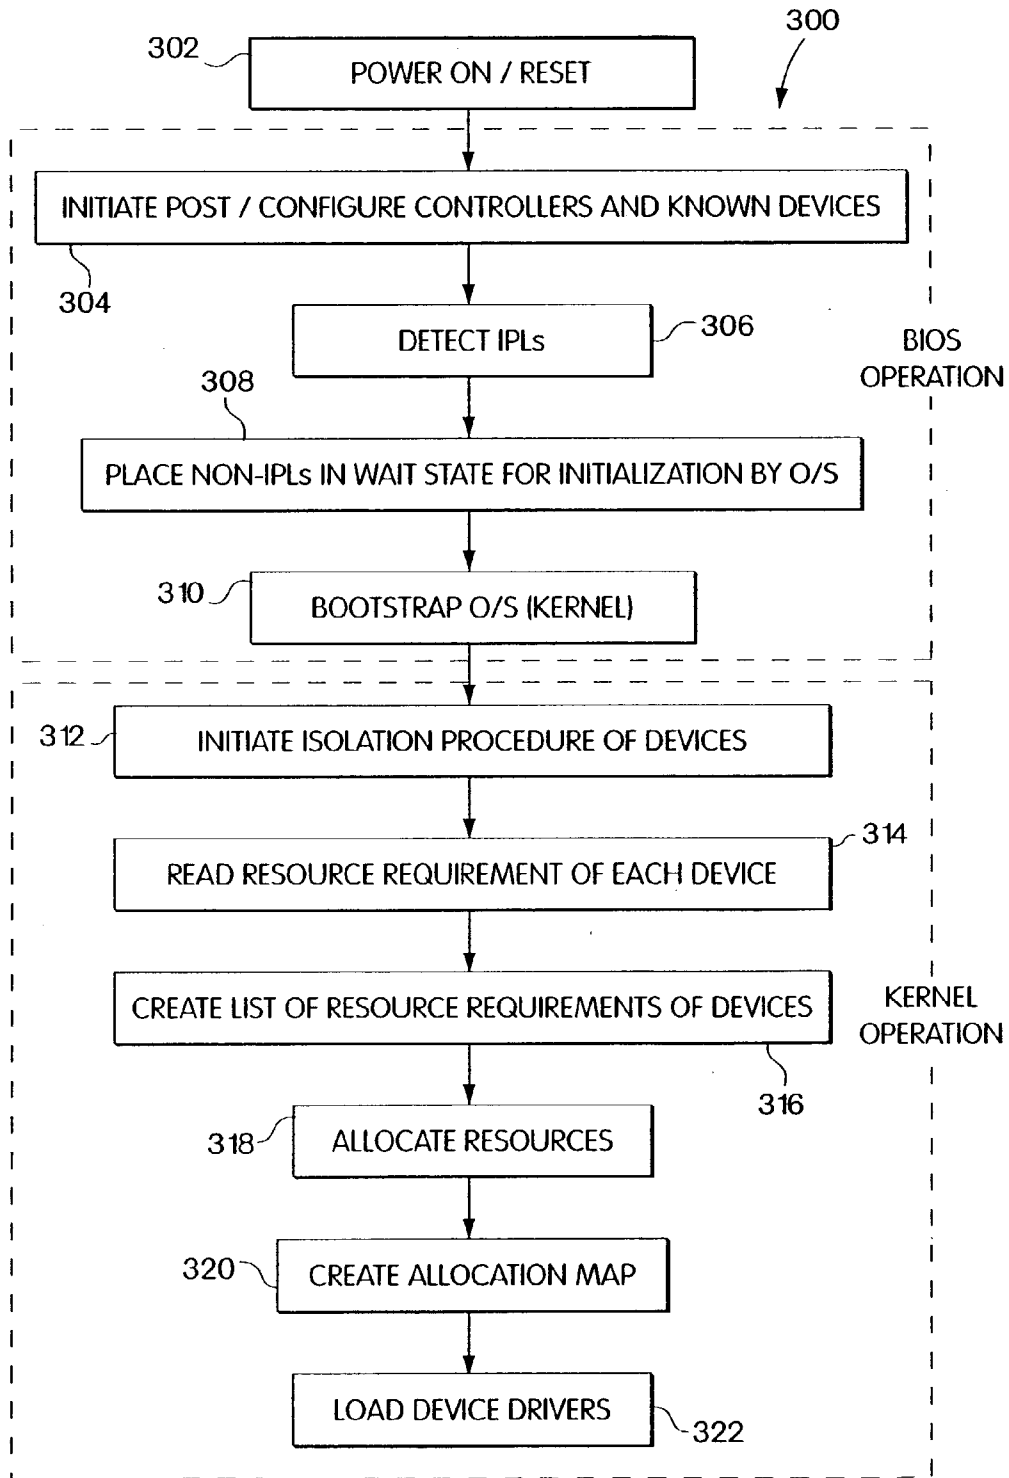 300
302
POWER ON / RESET
INITIATE POST / CONFIGURE CONTROLLERS AND KNOWN DEVICES
304
DETECT IPLs
306
BIOS
OPERATION
308
PLACE NON-IPLs IN WAIT STATE FOR INITIALIZATION BY O/S
310
BOOTSTRAP O/S (KERNEL)
312
INITIATE ISOLATION PROCEDURE OF DEVICES
314
READ RESOURCE REQUIREMENT OF EACH DEVICE
CREATE LIST OF RESOURCE REQUIREMENTS OF DEVICES
KERNEL
OPERATION
316
318
ALLOCATE RESOURCES
320
CREATE ALLOCATION MAP
LOAD DEVICE DRIVERS
322